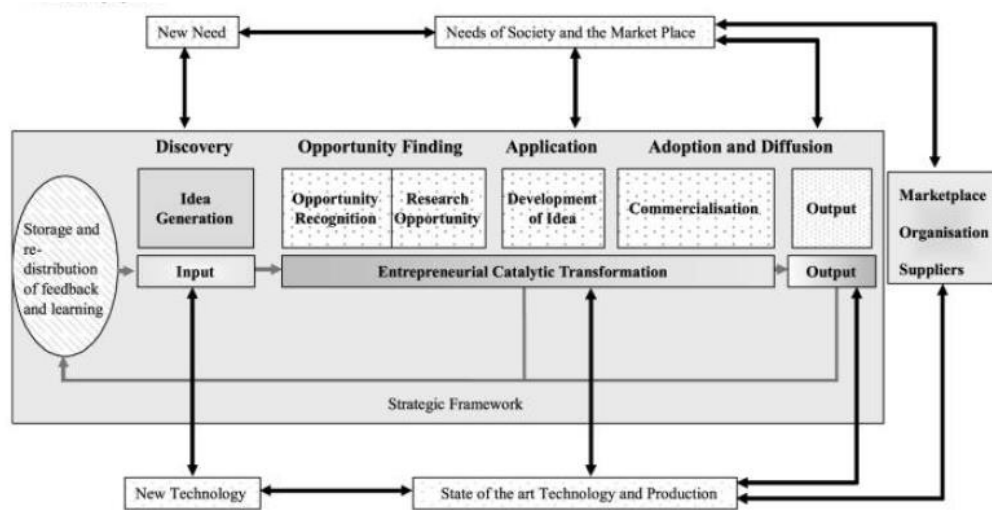 New Need
Needs of Society and the Market Place
Discovery
Opportunity Finding
Application
Adoption and Diffusion
Idea
Generation
Opportunity
Recognition
Research
Opportunity
Development
of Idea
Commercialisation
Output
Marketplace
Organisation
Suppliers
Storage and
re-
distribution
of feedback
and learning
Input
Entrepreneurial Catalytic Transformation
Output
Strategic Framework
New Technology
State of the art Technology and Production